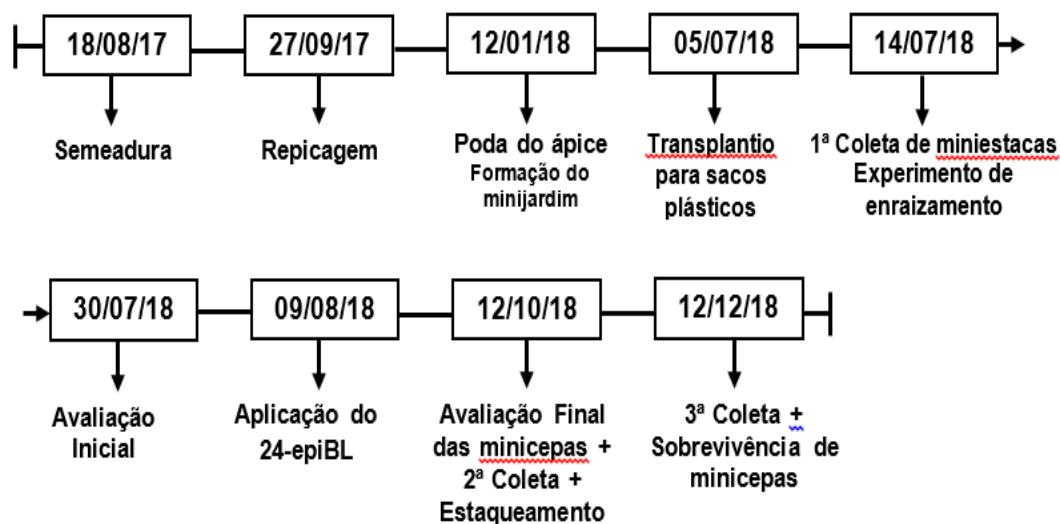 18/08/17 27/09/17 12/01/18 05/07/18 14/07/18
Semeadura
Repicagem
Poda do ápice
Formação do
minijardim
Transplantio
para sacos
plásticos
1ª Coleta de miniestacas
Experimento de
enraizamento
30/07/18 09/08/18 12/10/18 12/12/18
Avaliação
Inicial
Aplicação do
24-epiBL
Avaliação Final
das minicepas +
2ª Coleta +
Estaqueamento
3ª Coleta +
Sobrevivência de
minicepas